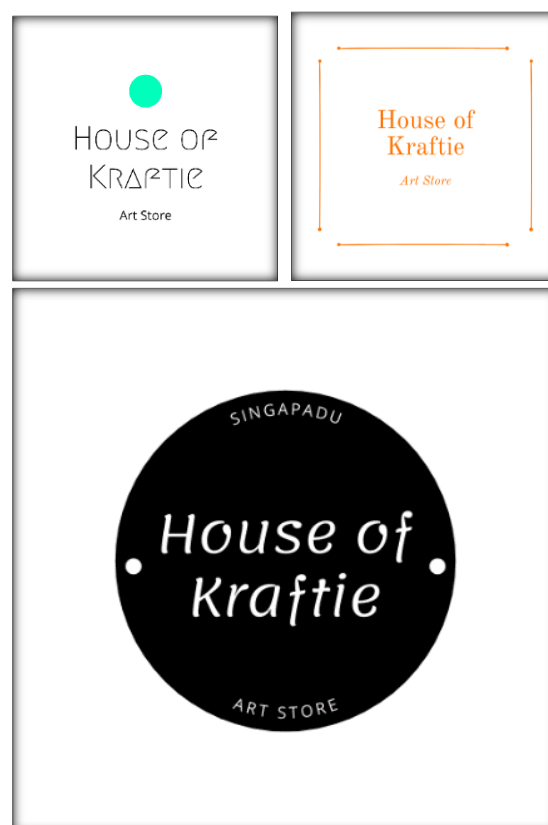 House of
Kraftie
Art Store
House of
Kraftie
Art Store
SINGAPADU
House of
Kraftie
ART STORE